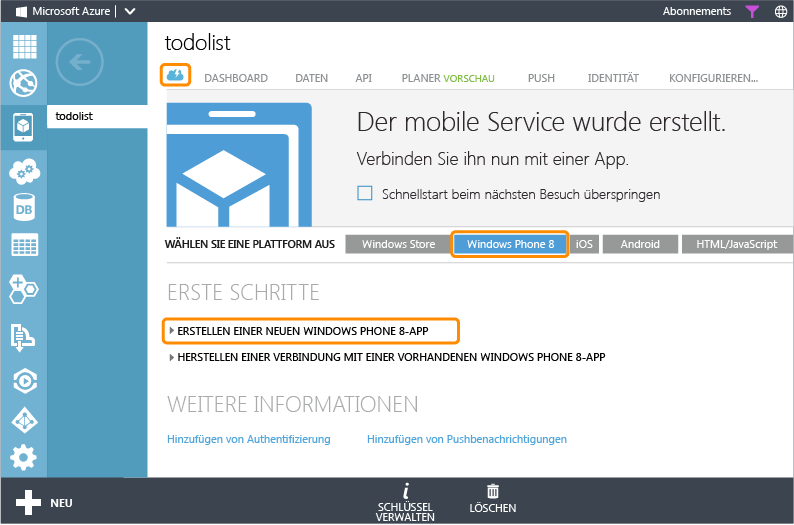 Windows Azure | Abonnements
todolist
DASHBOARD DATEN API PLANER VORSCHAU PUSH IDENTITÄT KONFIGURIEREN...
todolist
Der mobile Service wurde erstellt.
Verbinden Sie ihn nun mit einer App.
Schnellstart beim nächsten Besuch überspringen
DB
WÄHLEN SIE EINE PLATTFORM AUS Windows Store Windows Phone 8 iOS Android HTML/JavaScript
ERSTE SCHRITTE
ERSTELLEN EINER NEUEN WINDOWS PHONE 8-APP
HERSTELLEN EINER VERBINDUNG MIT EINER VORHANDENEN WINDOWS PHONE 8-APP
WEITERE INFORMATIONEN
Hinzufügen von Authentifizierung Hinzufügen von Pushbenachrichtigungen
NEU
SCHLÜSSEL
VERWALTEN
LÖSCHEN